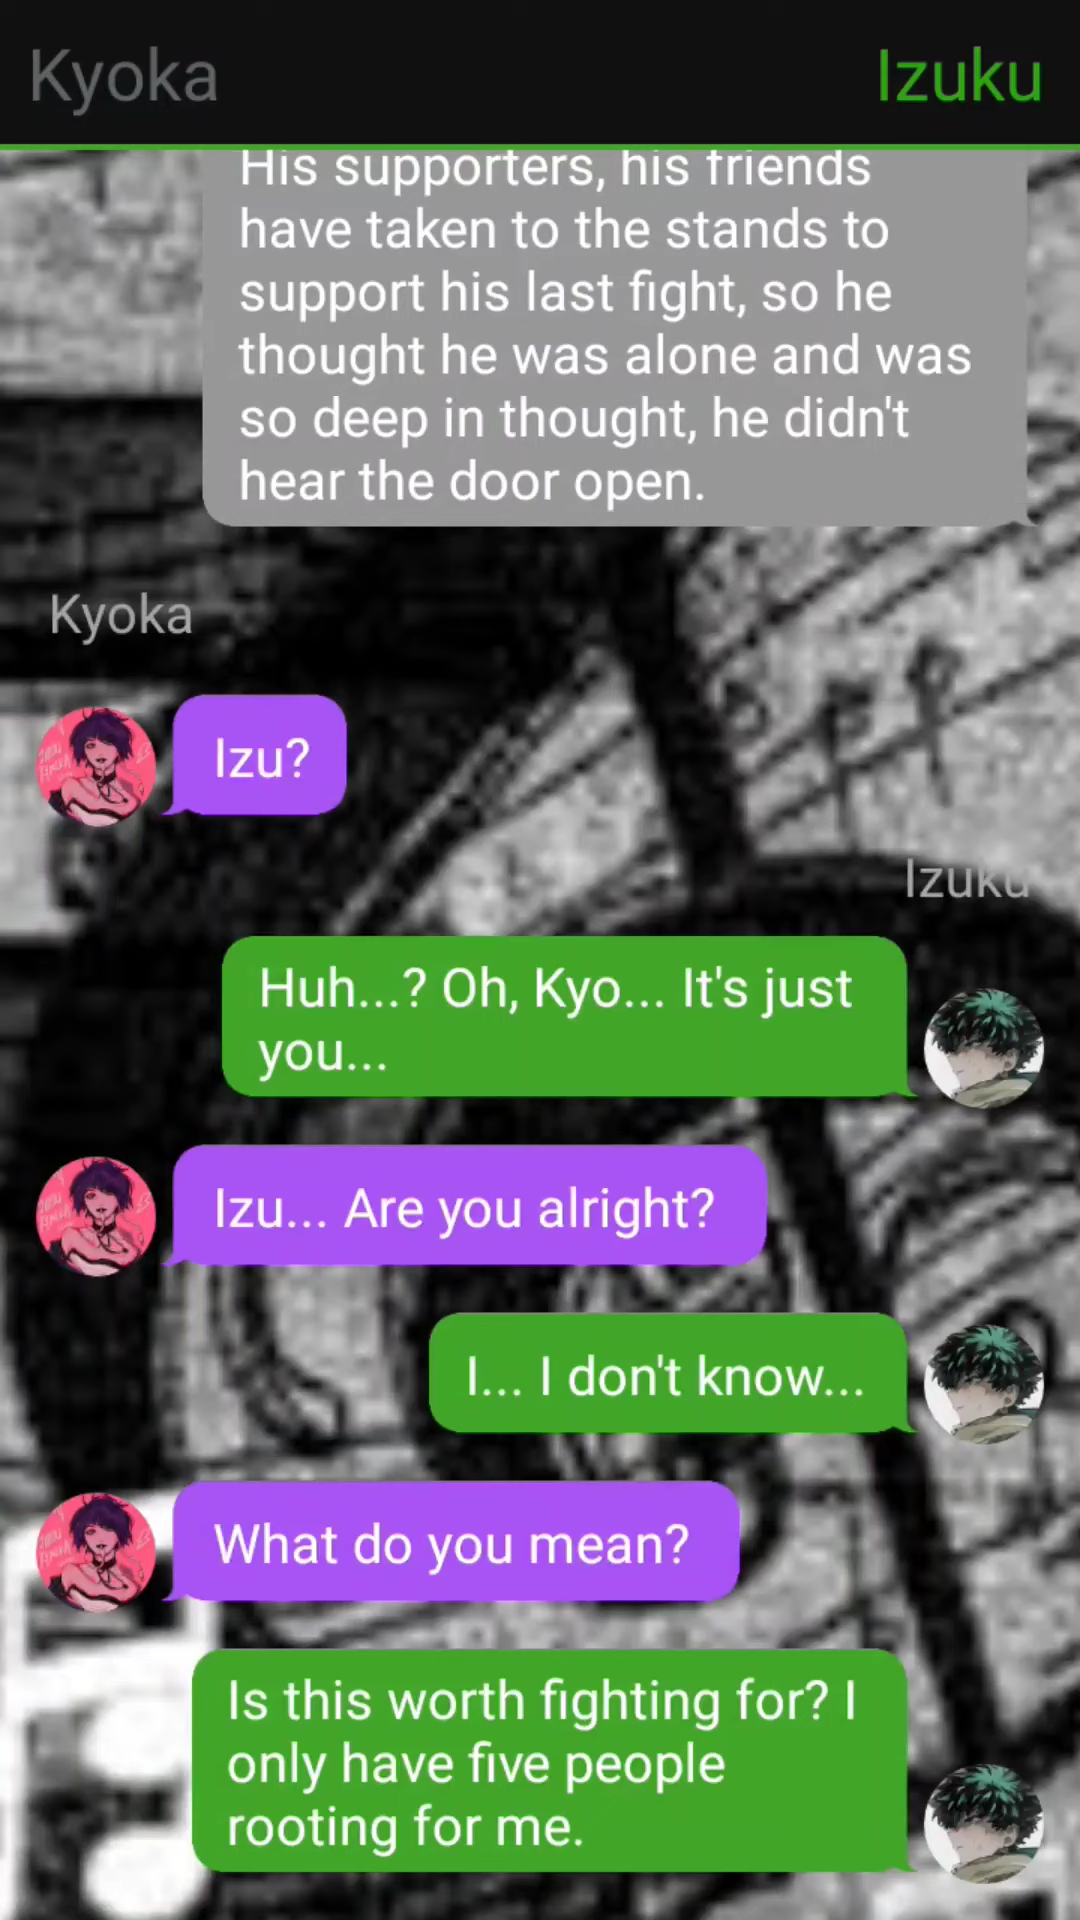 Kyoka
Izuku
His supporters, his friends
have taken to the stands to
support his last fight, so he
thought he was alone and was
so deep in thought, he didn't
hear the door open.
Kyoka
Izu?
Izuku
Huh...? Oh, Kyo... It's just
you...
Izu... Are you alright?
I... I don't know...
What do you mean?
Is this worth fighting for? I
only have five people
rooting for me.